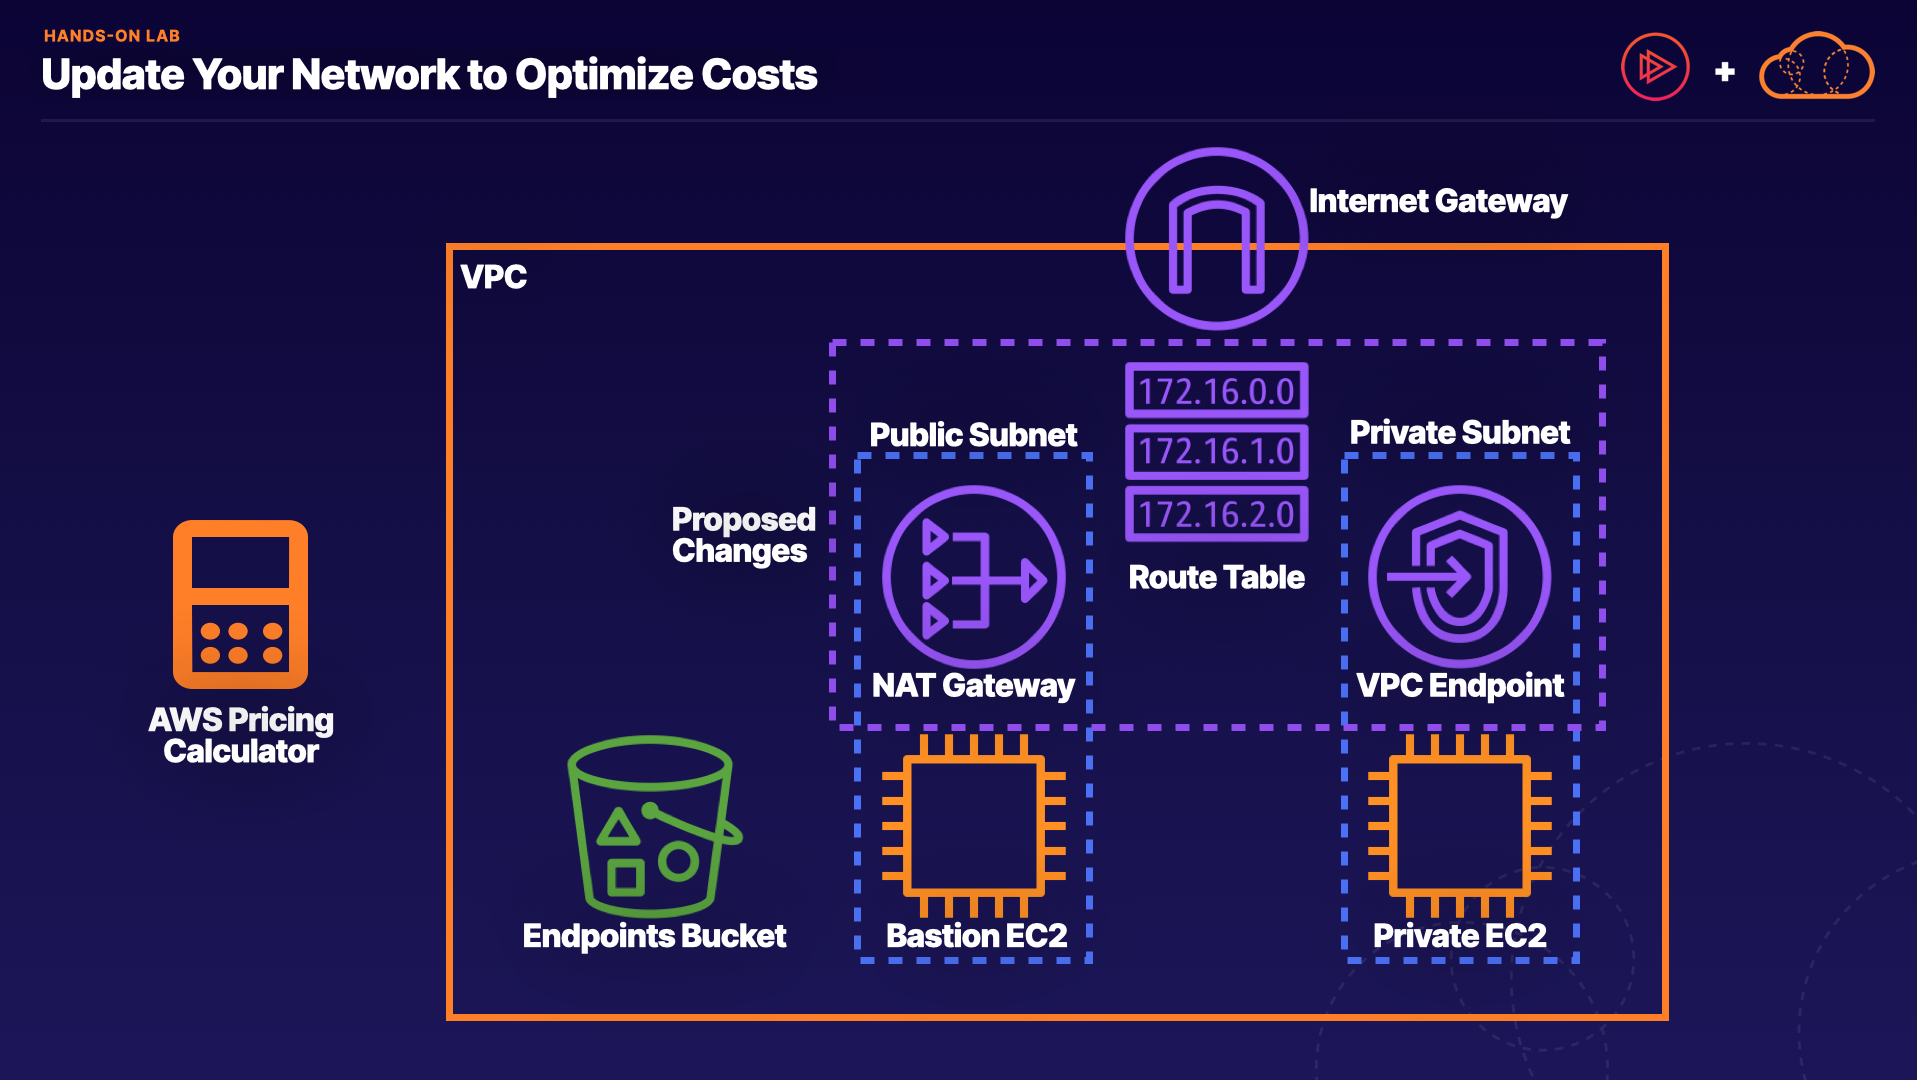 HANDS-ON LAB
Update Your Network to Optimize Costs
+
Internet Gateway
VPC
172.16.0.0
172.16.1.0
172.16.2.0
Route Table
Public Subnet
Private Subnet
Proposed
Changes
NAT Gateway
VPC Endpoint
AWS Pricing
Calculator
Endpoints Bucket
Bastion EC2
Private EC2